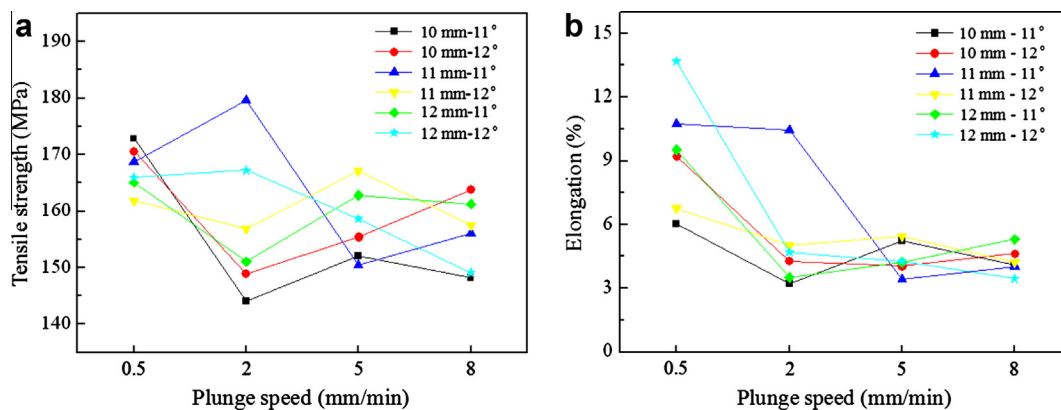 a
Tensile strength (MPa)
190
180
170
160
150
140
0.5
2
5
8
Plunge speed (mm/min)
10 mm-11°
10 mm-12°
11 mm-11°
11 mm-12°
12 mm-11°
12 mm-12°
b
Elongation (%)
15
12
9
6
3
0
0.5
2
5
8
Plunge speed (mm/min)
10 mm - 11°
10 mm - 12°
11 mm - 11°
11 mm - 12°
12 mm - 11°
12 mm - 12°